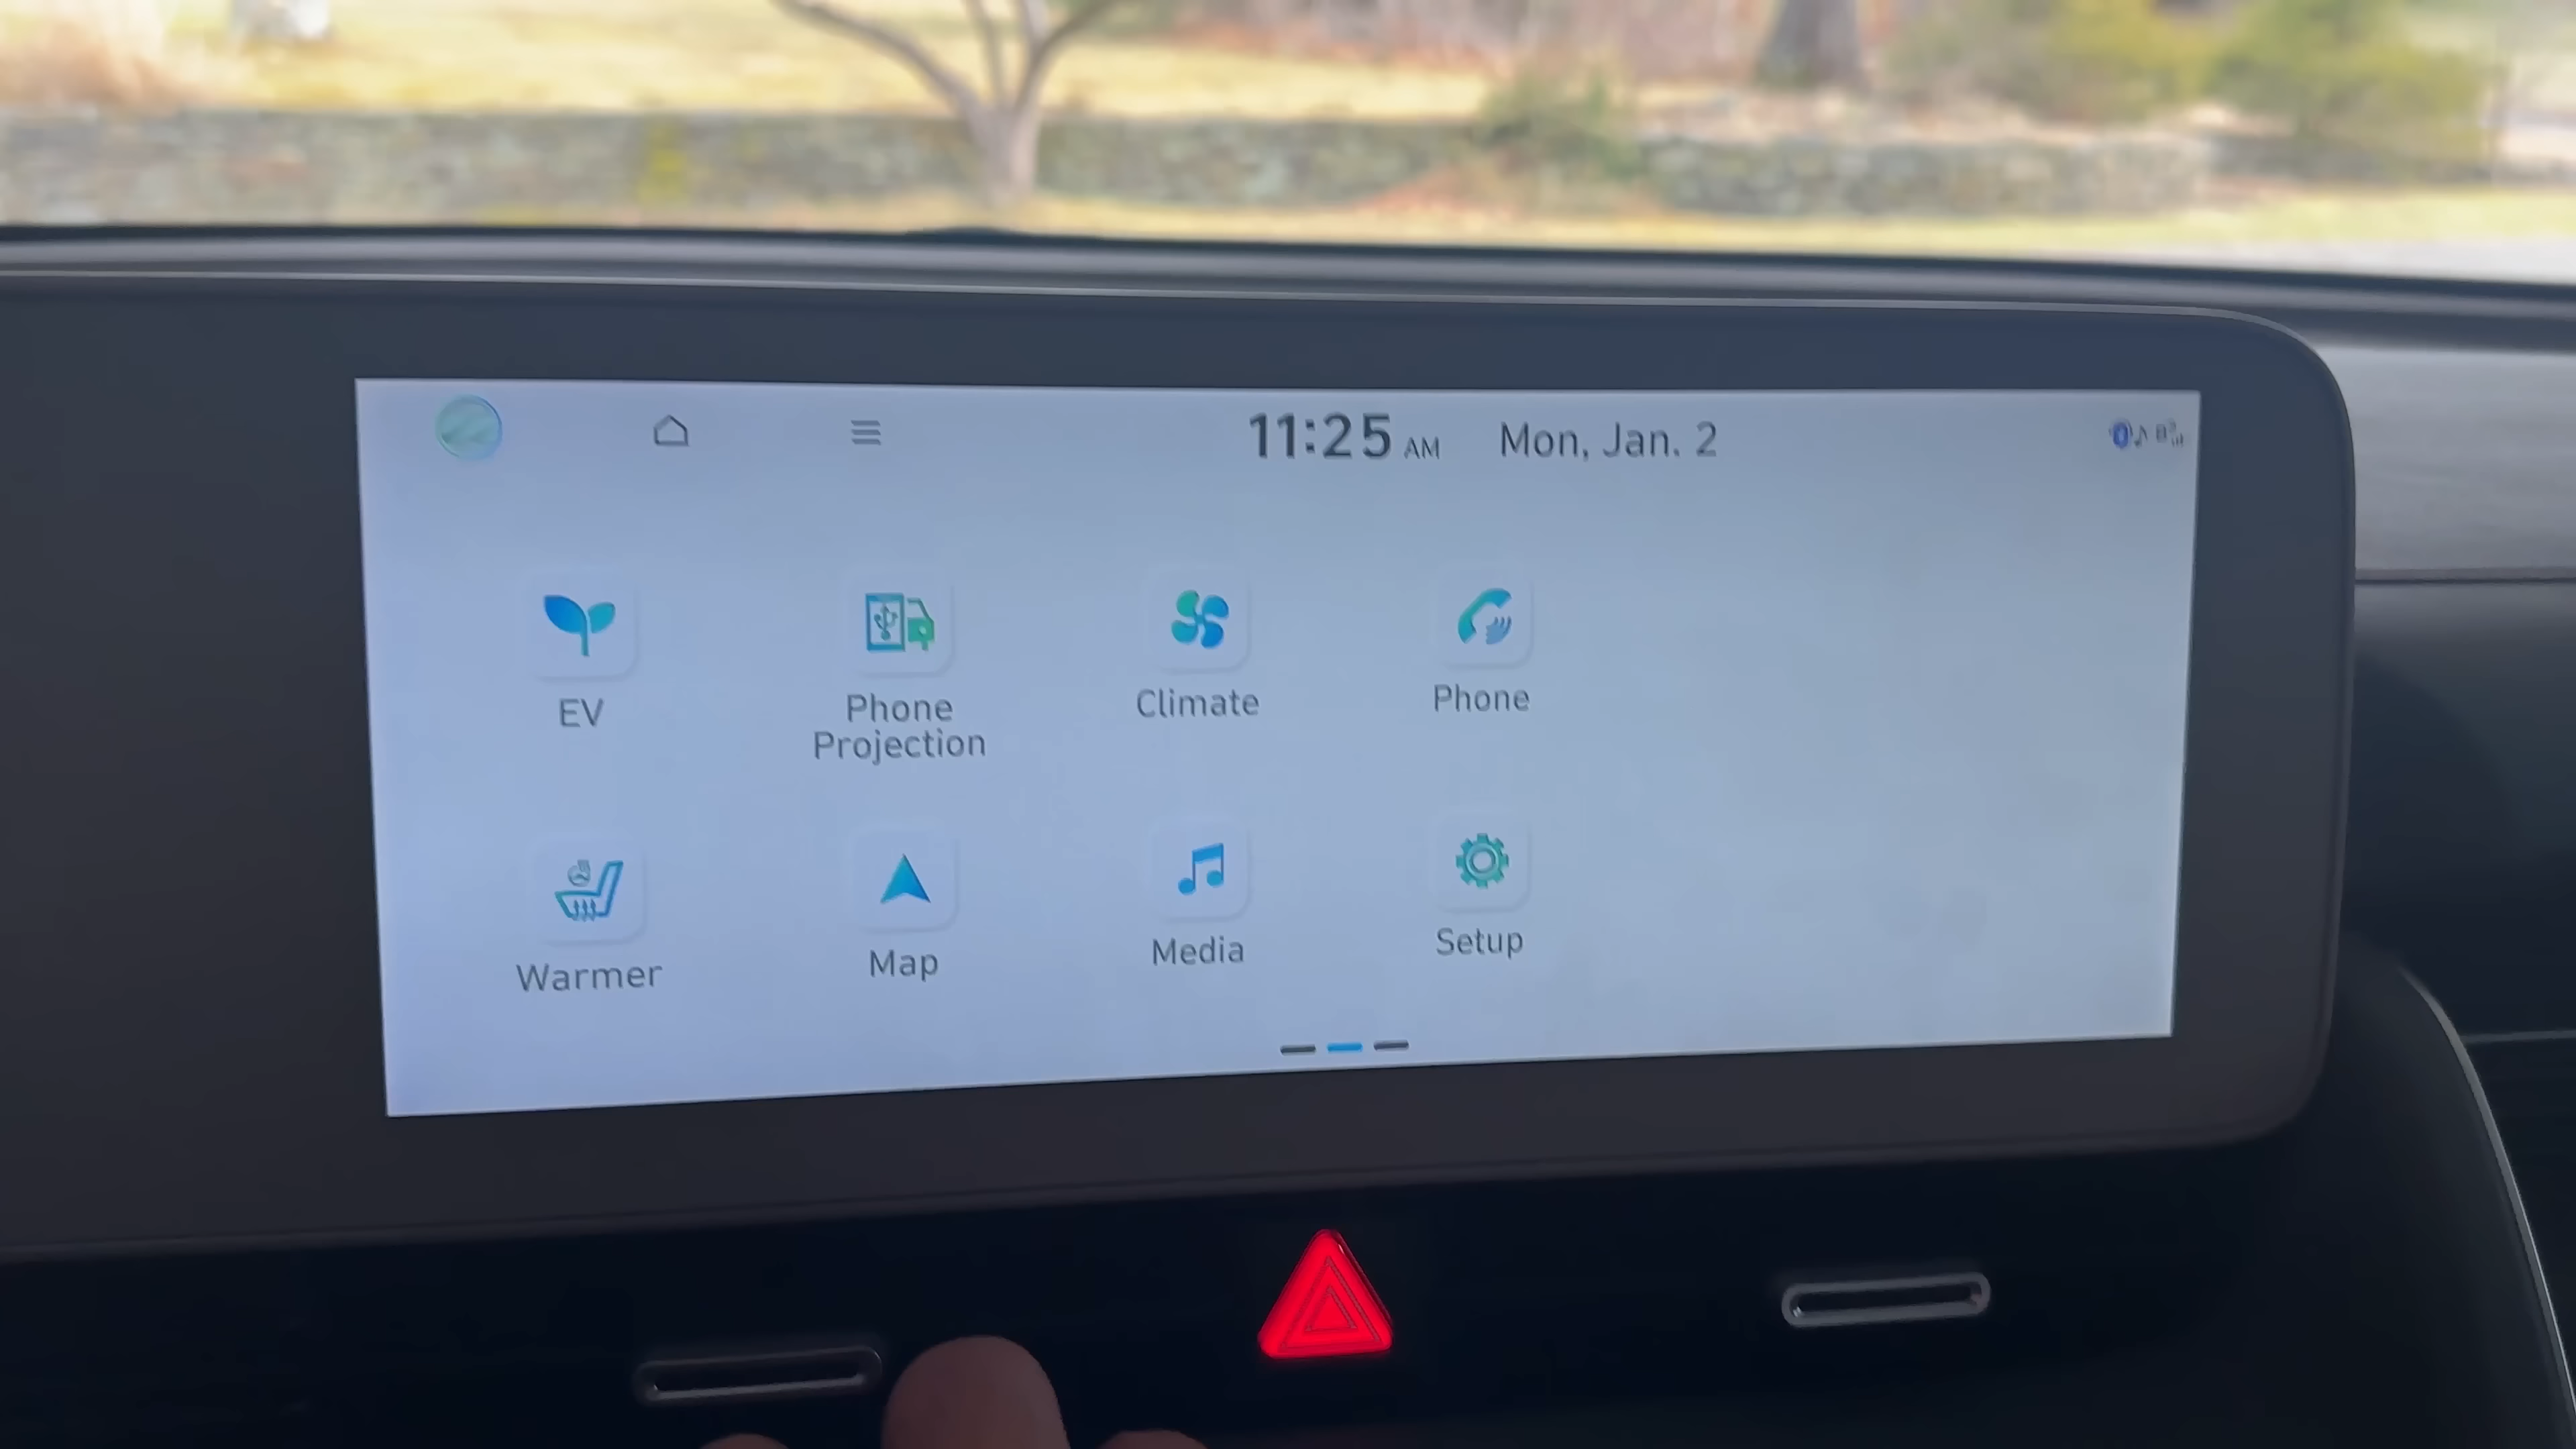 11:25 AM Mon, Jan. 2
EV
Phone
Projection
Climate
Phone
Warmer
Map
Media
Setup